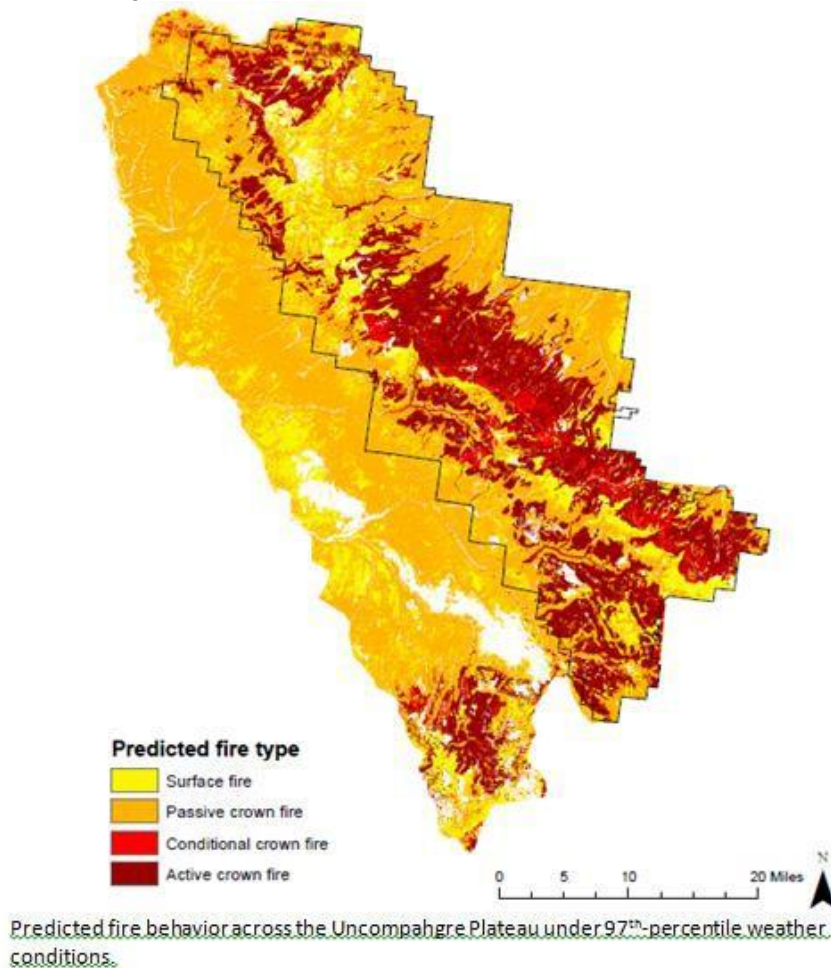 Predicted fire type
Surface fire
Passive crown fire
Conditional crown fire
Active crown fire
N
0 5 10 20 Miles
Predicted fire behavior across the Uncompahgre Plateau under 97th-percentile weather
conditions.